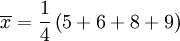 x̅ = 1/4 (5 + 6 + 8 + 9)